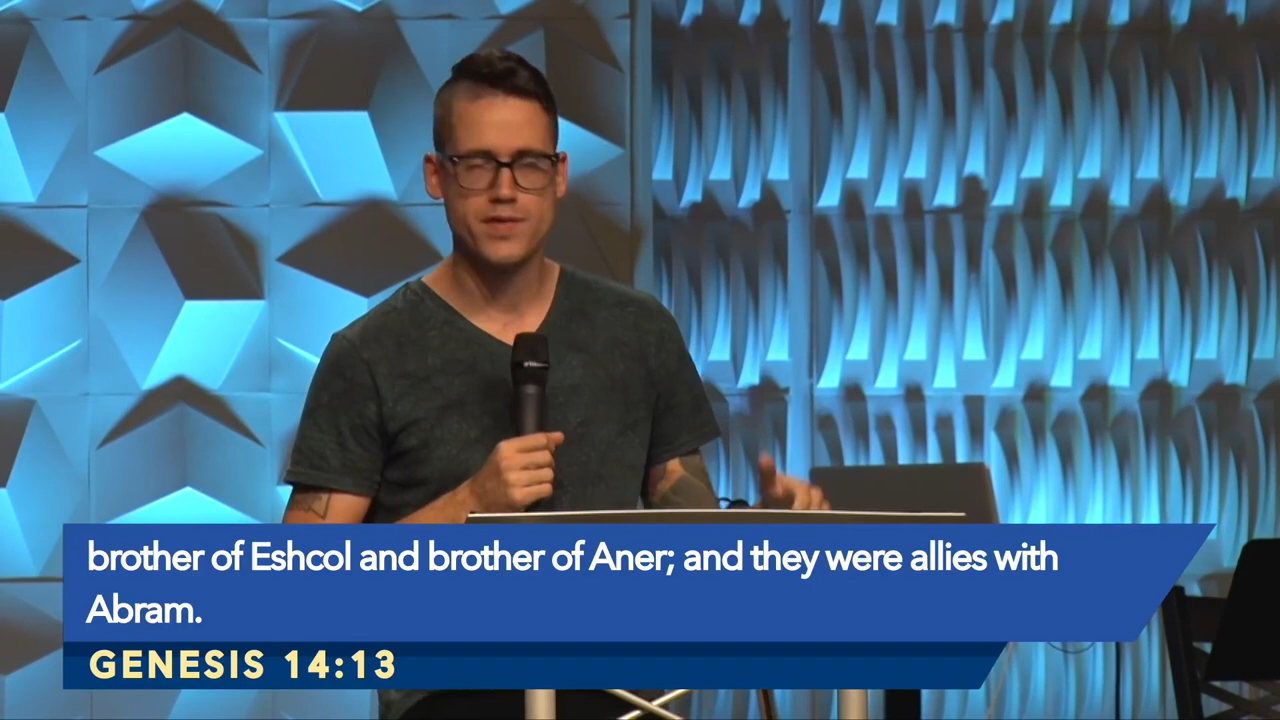 brother of Eshcol and brother of Aner; and they were allies with
Abram.
GENESIS 14:13